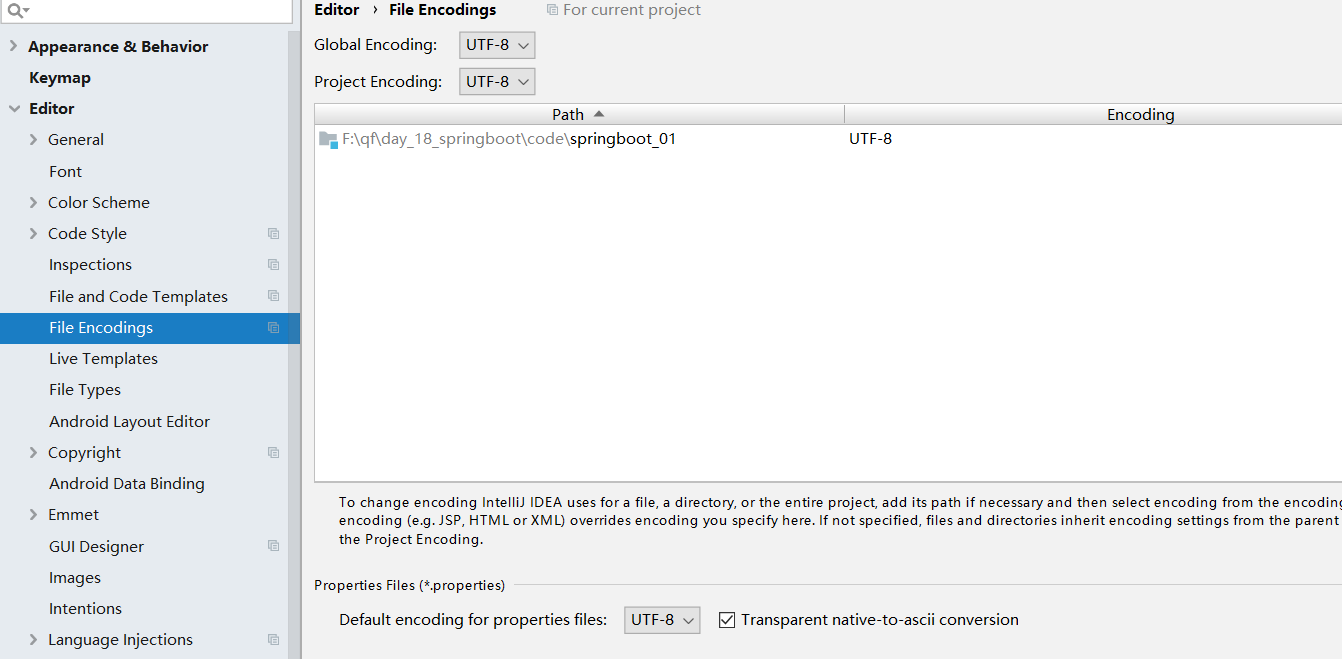 Appearance & Behavior
Keymap
Editor
General
Font
Color Scheme
Code Style
Inspections
File and Code Templates
File Encodings
Live Templates
File Types
Android Layout Editor
Copyright
Android Data Binding
Emmet
GUI Designer
Images
Intentions
Language Injections
Editor › File Encodings For current project
Global Encoding: UTF-8
Project Encoding: UTF-8
Path Encoding
F:\qf\day_18_springboot\code\springboot_01 UTF-8
To change encoding IntelliJ IDEA uses for a file, a directory, or the entire project, add its path if necessary and then select encoding from the encoding
encoding (e.g. JSP, HTML or XML) overrides encoding you specify here. If not specified, files and directories inherit encoding settings from the parent
the Project Encoding.
Properties Files (*.properties)
Default encoding for properties files: UTF-8 Transparent native-to-ascii conversion